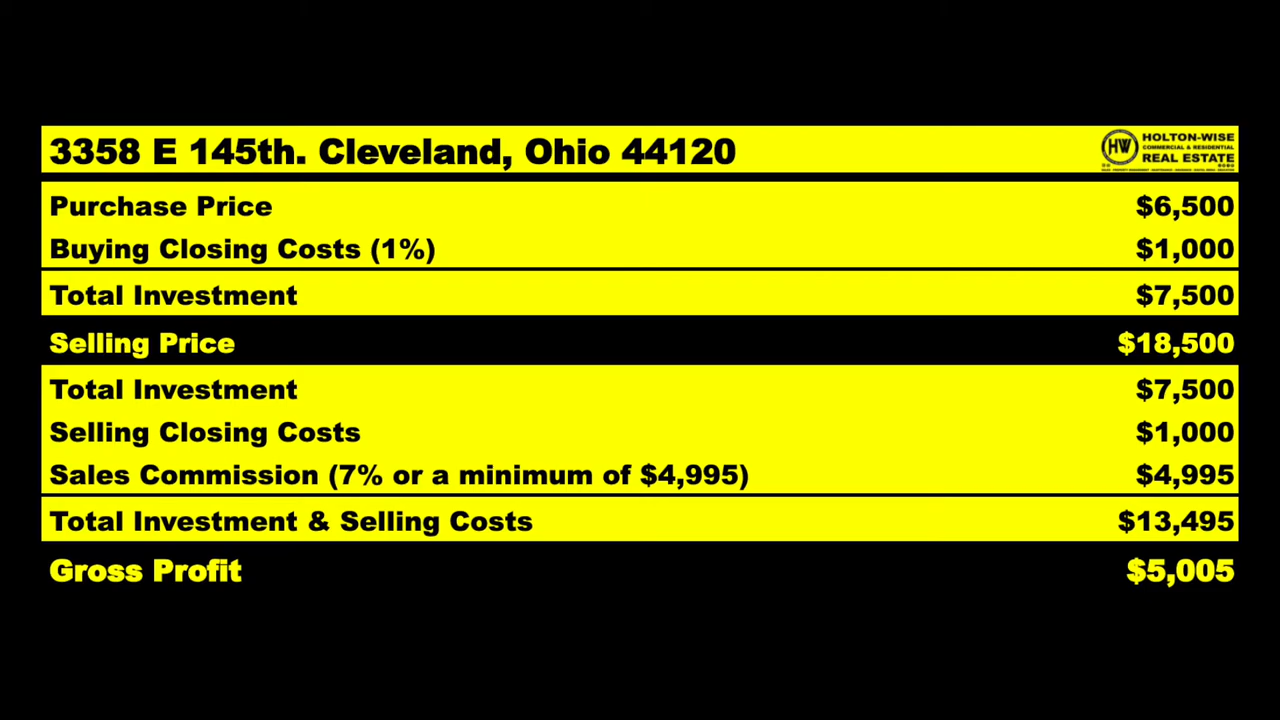 3358 E 145th. Cleveland, Ohio 44120
HW
HOLTON-WISE
COMMERCIAL & RESIDENTIAL
REAL ESTATE
Purchase Price $6,500
Buying Closing Costs (1%) $1,000
Total Investment $7,500
Selling Price $18,500
Total Investment $7,500
Selling Closing Costs $1,000
Sales Commission (7% or a minimum of $4,995) $4,995
Total Investment & Selling Costs $13,495
Gross Profit $5,005